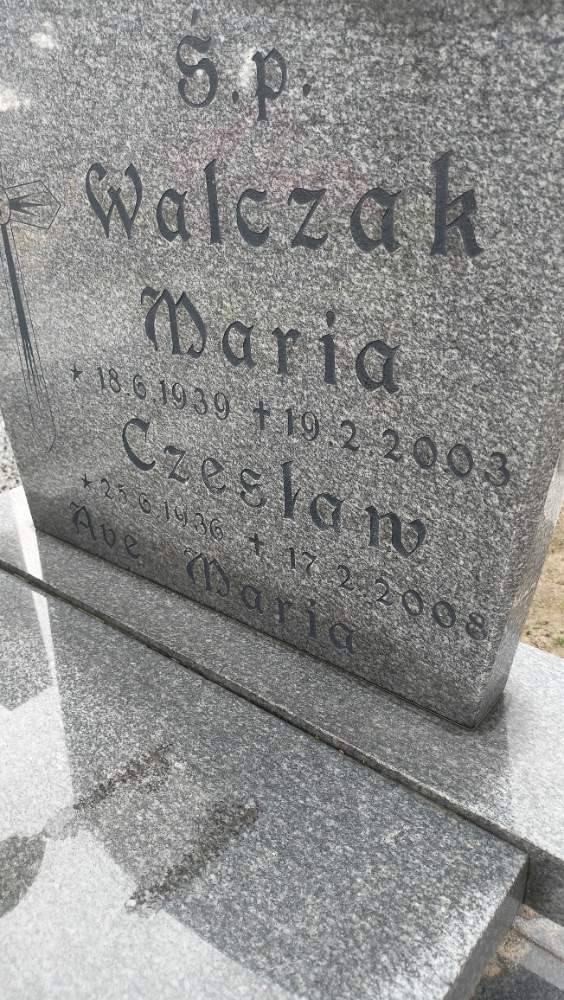 Ś.p.
Walczak
Maria
* 18.6.1939 † 19.2.2003
Czesław
* 25.6.1936 † 17.2.2008
Ave Maria